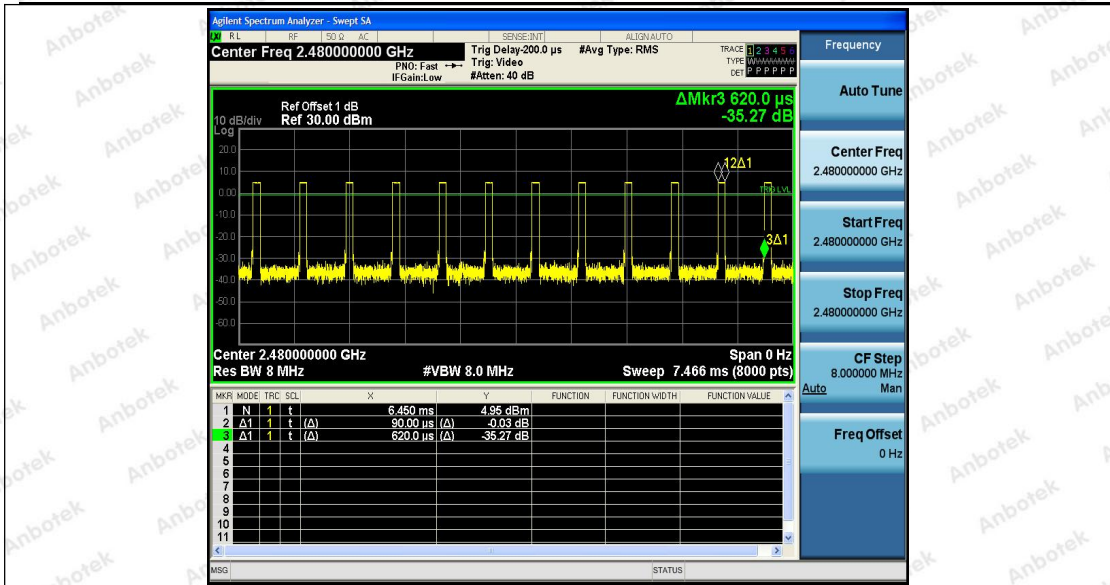 Agilent Spectrum Analyzer - Swept SA
RL RF 50 Ω AC SENSE:INT ALIGN AUTO
Center Freq 2.480000000 GHz
PNO: Fast
IFGain:Low
Trig Delay-200.0 µs
Trig: Video
#Atten: 40 dB
#Avg Type: RMS
TRACE 1 2 3 4 5 6
TYPE
DET P P P P P P
ΔMkr3 620.0 µs
-35.27 dB
Ref Offset 1 dB
10 dB/div Ref 30.00 dBm
Log
20.0
10.0
0.00
-10.0
-20.0
-30.0
-40.0
-50.0
-60.0
12Δ1
TRIG LVL
3Δ1
Center 2.480000000 GHz Span 0 Hz
Res BW 8 MHz #VBW 8.0 MHz Sweep 7.466 ms (8000 pts)
MKR MODE TRC SCL X Y FUNCTION FUNCTION WIDTH FUNCTION VALUE
1 N 1 t 6.450 ms 4.95 dBm
2 Δ1 1 t (Δ) 90.00 µs (Δ) -0.03 dB
3 Δ1 1 t (Δ) 620.0 µs (Δ) -35.27 dB
4
5
6
7
8
9
10
11
MSG STATUS
Frequency
Auto Tune
Center Freq
2.480000000 GHz
Start Freq
2.480000000 GHz
Stop Freq
2.480000000 GHz
CF Step
8.000000 MHz
Auto Man
Freq Offset
0 Hz
Anbotek